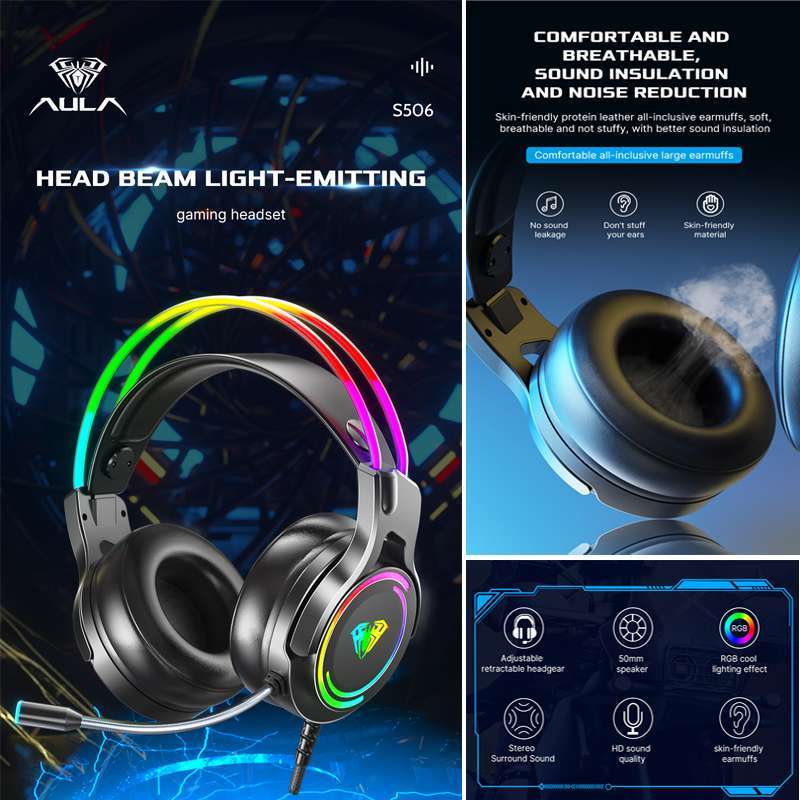 AULA
S506
HEAD BEAM LIGHT-EMITTING
gaming headset
COMFORTABLE AND
BREATHABLE,
SOUND INSULATION
AND NOISE REDUCTION
Skin-friendly protein leather all-inclusive earmuffs, soft,
breathable and not stuffy, with better sound insulation
Comfortable all-inclusive large earmuffs
No sound
leakage
Don't stuff
your ears
Skin-friendly
material
Adjustable
retractable headgear
50mm
speaker
RGB
RGB cool
lighting effect
Stereo
Surround Sound
HD sound
quality
skin-friendly
earmuffs